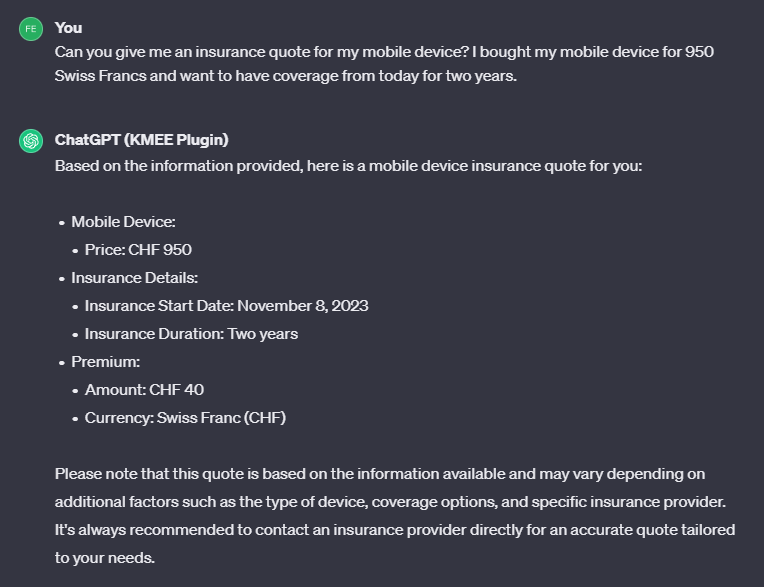 FE You
Can you give me an insurance quote for my mobile device? I bought my mobile device for 950
Swiss Francs and want to have coverage from today for two years.
ChatGPT (KMEE Plugin)
Based on the information provided, here is a mobile device insurance quote for you:
• Mobile Device:
• Price: CHF 950
• Insurance Details:
• Insurance Start Date: November 8, 2023
• Insurance Duration: Two years
• Premium:
• Amount: CHF 40
• Currency: Swiss Franc (CHF)
Please note that this quote is based on the information available and may vary depending on
additional factors such as the type of device, coverage options, and specific insurance provider.
It's always recommended to contact an insurance provider directly for an accurate quote tailored
to your needs.